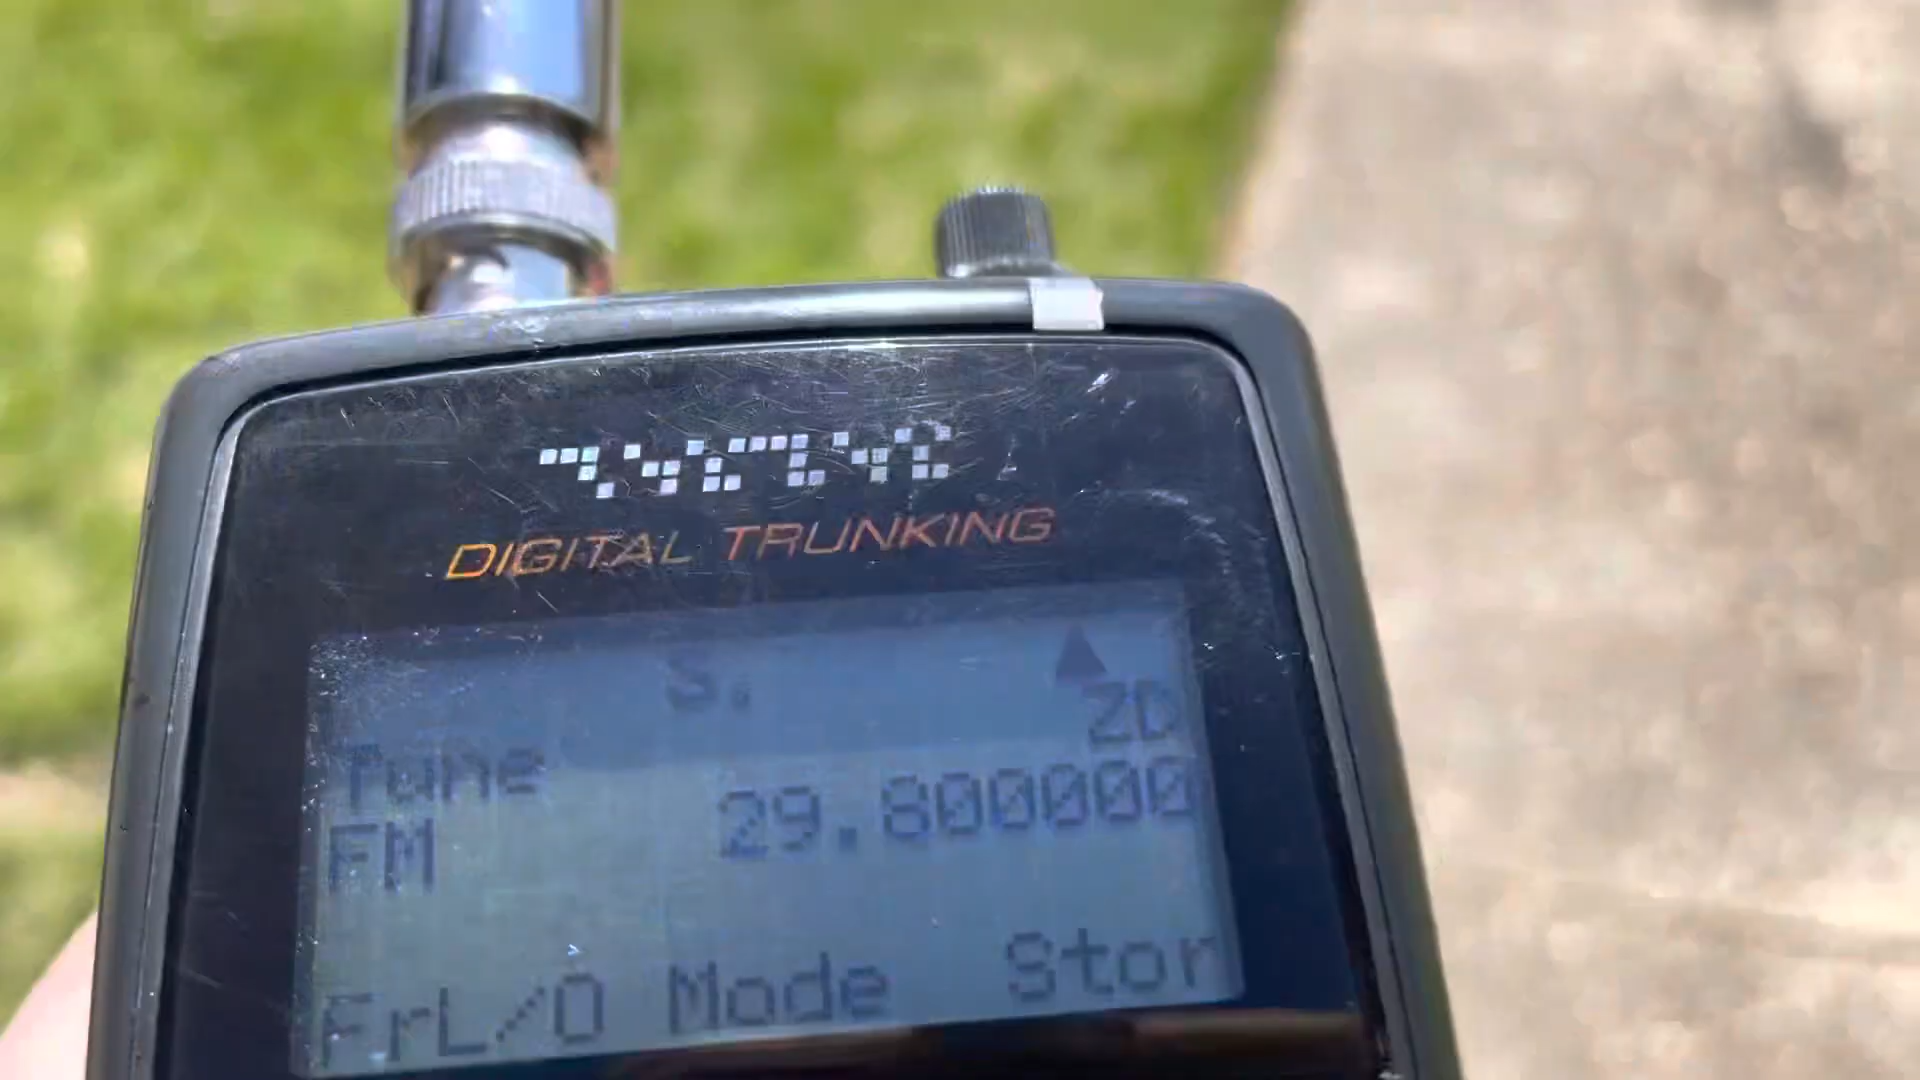 DIGITAL TRUNKING
S.
ZD
Tune
FM 29.800000
FrL/O Mode Stor